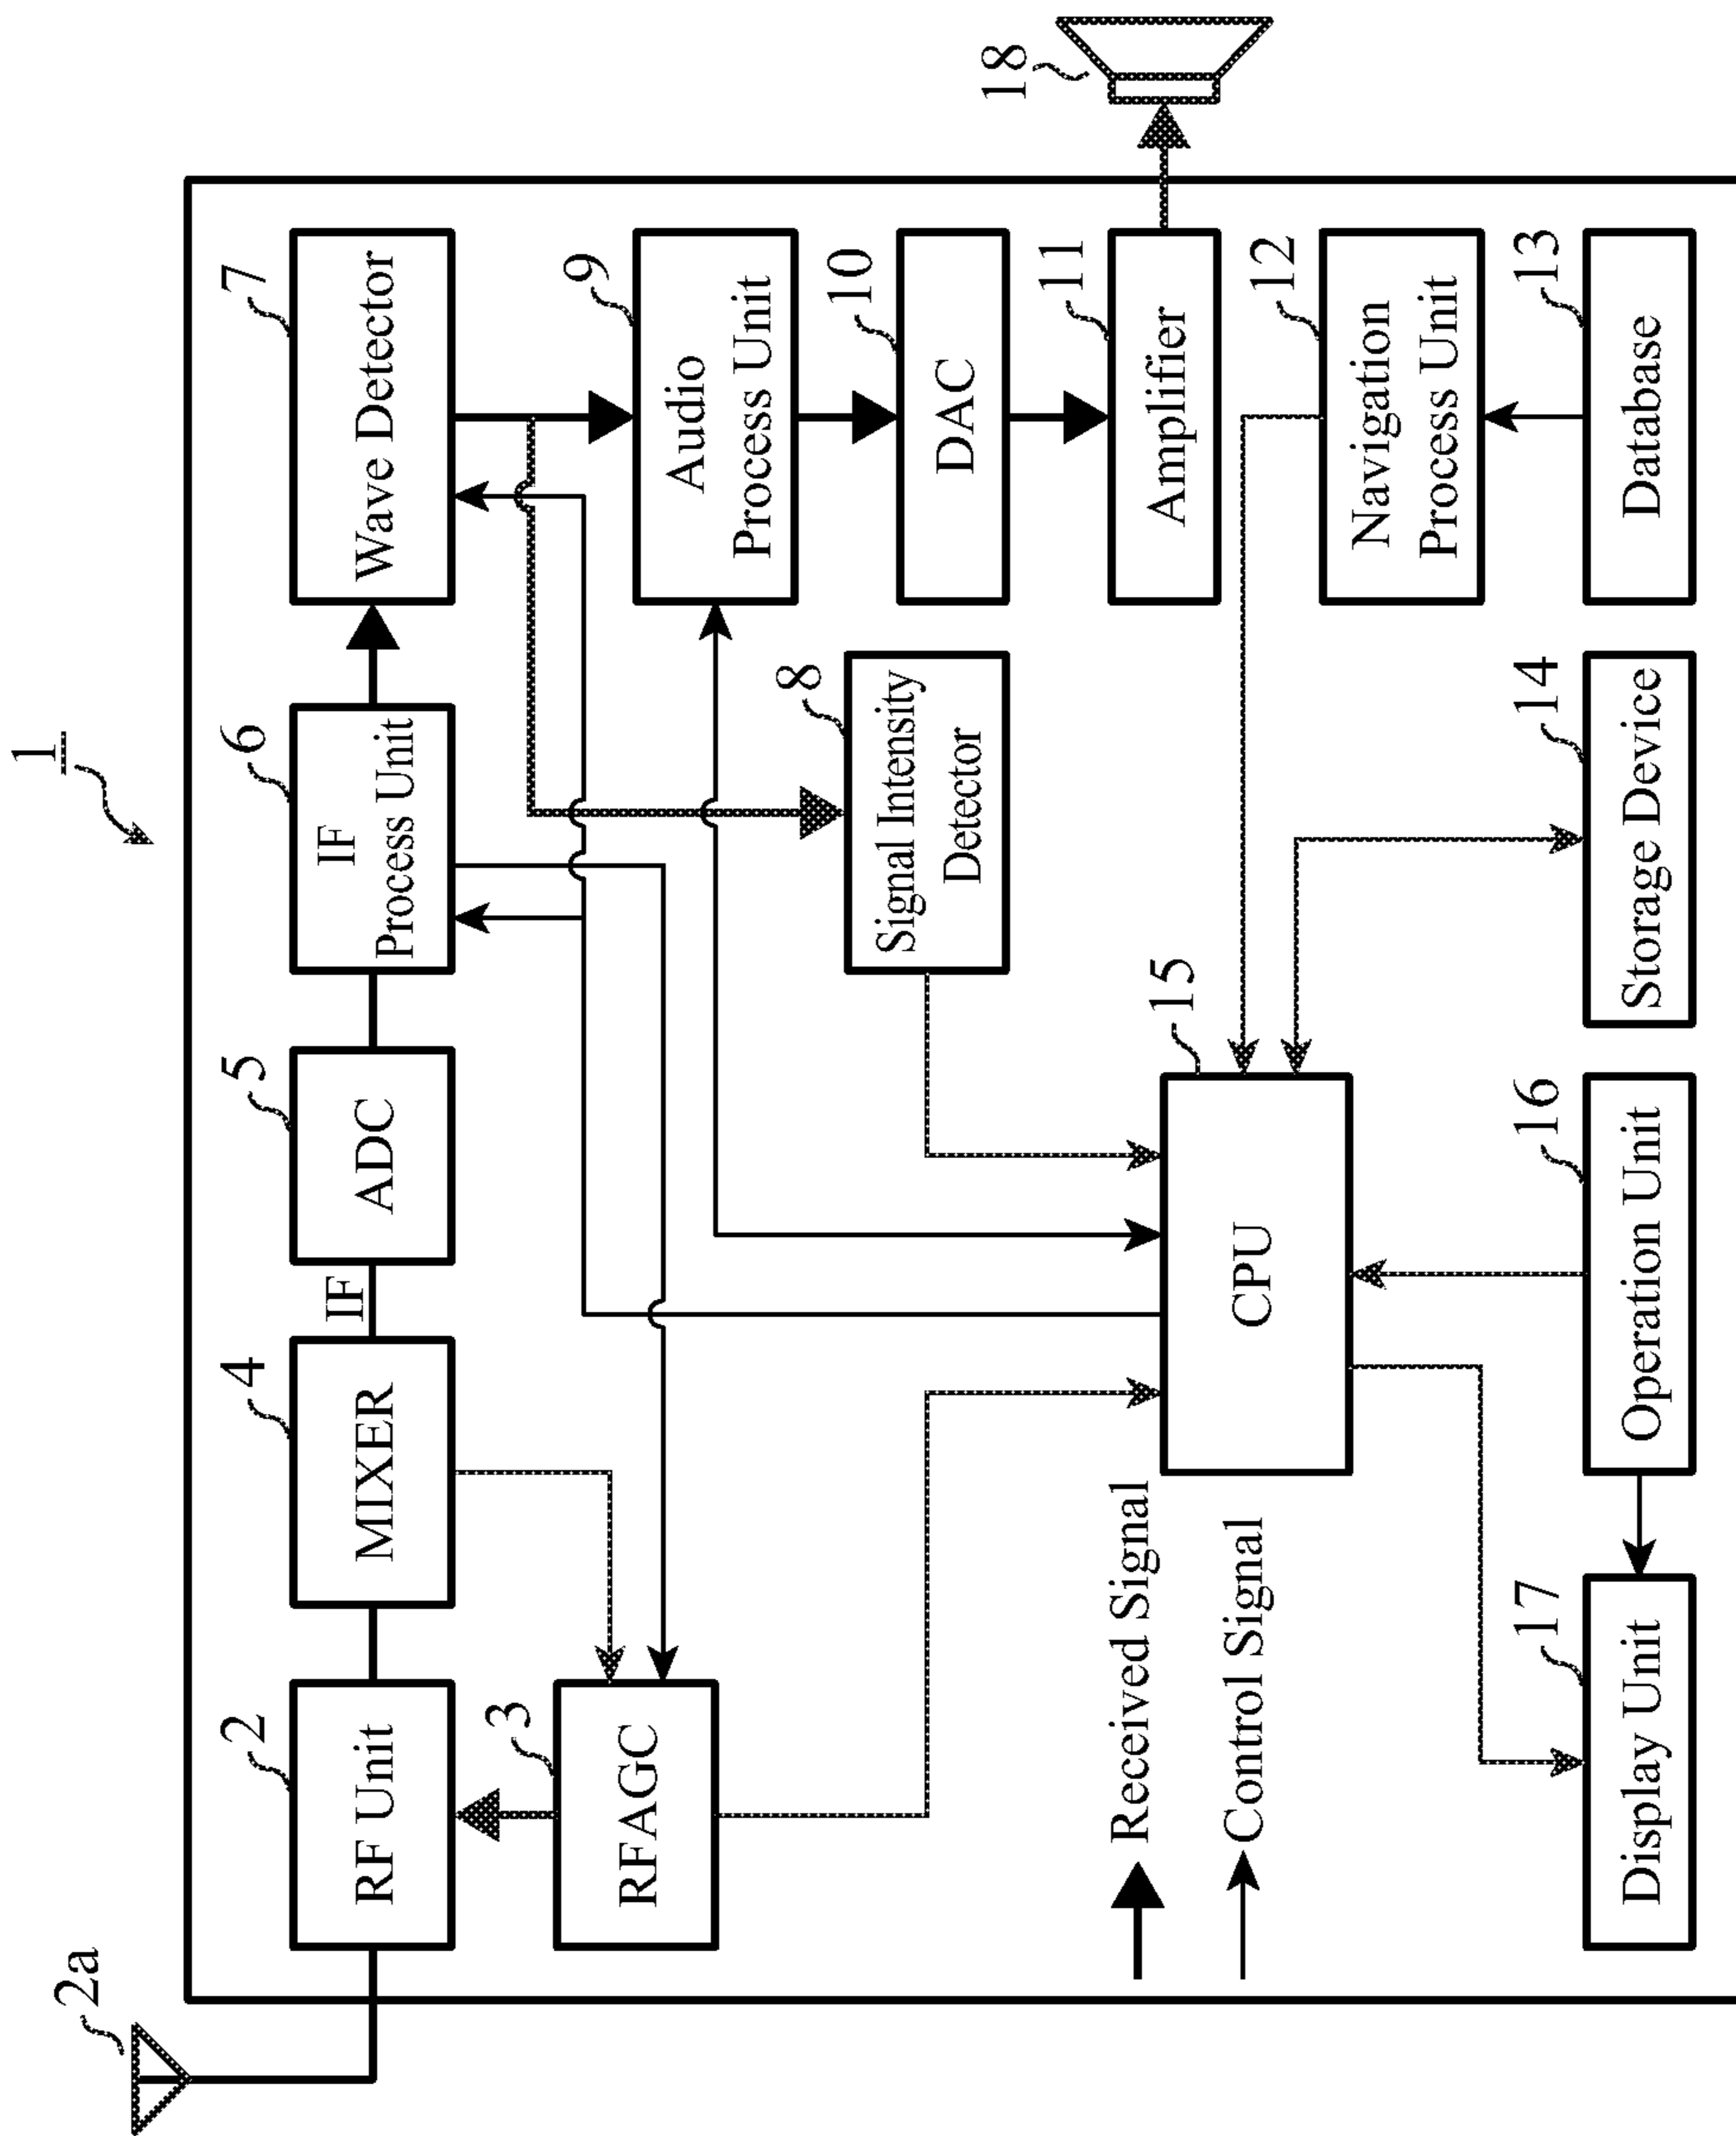 1
2a
2
RF Unit
4
MIXER
IF
5
ADC
6
IF
Process Unit
7
Wave Detector
3
RFAGC
9
Audio
Process Unit
8
Signal Intensity
Detector
10
DAC
18
11
Amplifier
15
CPU
Received Signal
Control Signal
12
Navigation
Process Unit
17
Display Unit
16
Operation Unit
14
Storage Device
13
Database